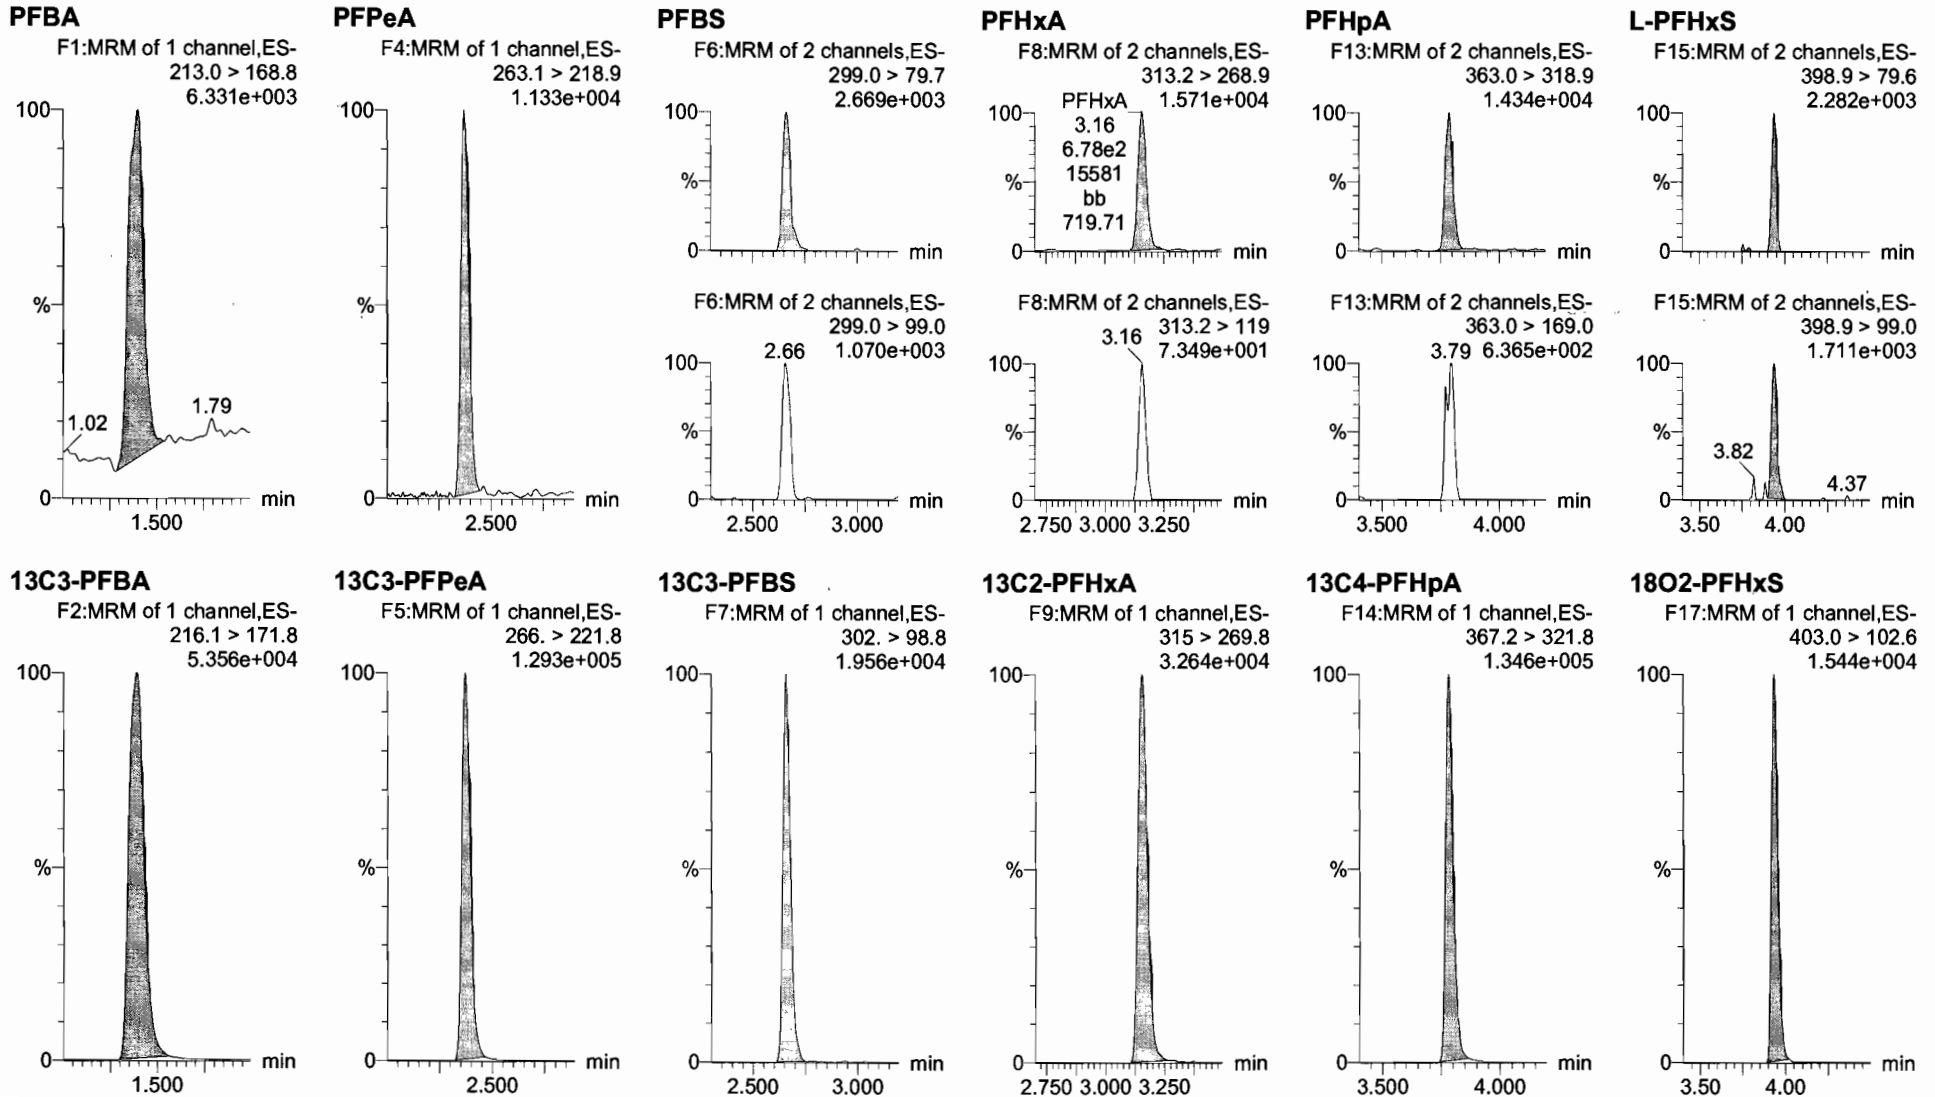 PFBA
F1:MRM of 1 channel,ES-
213.0 > 168.8
6.331e+003
100
%
1.02
1.79
0
min
1.500
PFPeA
F4:MRM of 1 channel,ES-
263.1 > 218.9
1.133e+004
100
%
0
min
2.500
PFBS
F6:MRM of 2 channels,ES-
299.0 > 79.7
2.669e+003
100
%
0
min
F6:MRM of 2 channels,ES-
299.0 > 99.0
2.66 1.070e+003
100
%
0
min
2.500 3.000
PFHxA
F8:MRM of 2 channels,ES-
313.2 > 268.9
1.571e+004
PFHxA
3.16
6.78e2
15581
bb
719.71
100
%
0
min
F8:MRM of 2 channels,ES-
313.2 > 119
3.16 7.349e+001
100
%
0
min
2.750 3.000 3.250
PFHpA
F13:MRM of 2 channels,ES-
363.0 > 318.9
1.434e+004
100
%
0
min
F13:MRM of 2 channels,ES-
363.0 > 169.0
3.79 6.365e+002
100
%
0
min
3.500 4.000
L-PFHxS
F15:MRM of 2 channels,ES-
398.9 > 79.6
2.282e+003
100
%
0
min
F15:MRM of 2 channels,ES-
398.9 > 99.0
1.711e+003
100
%
3.82
4.37
0
min
3.50 4.00
13C3-PFBA
F2:MRM of 1 channel,ES-
216.1 > 171.8
5.356e+004
100
%
0
min
1.500
13C3-PFPeA
F5:MRM of 1 channel,ES-
266. > 221.8
1.293e+005
100
%
0
min
2.500
13C3-PFBS
F7:MRM of 1 channel,ES-
302. > 98.8
1.956e+004
100
%
0
min
2.500 3.000
13C2-PFHxA
F9:MRM of 1 channel,ES-
315 > 269.8
3.264e+004
100
%
0
min
2.750 3.000 3.250
13C4-PFHpA
F14:MRM of 1 channel,ES-
367.2 > 321.8
1.346e+005
100
%
0
min
3.500 4.000
18O2-PFHxS
F17:MRM of 1 channel,ES-
403.0 > 102.6
1.544e+004
100
%
0
min
3.50 4.00